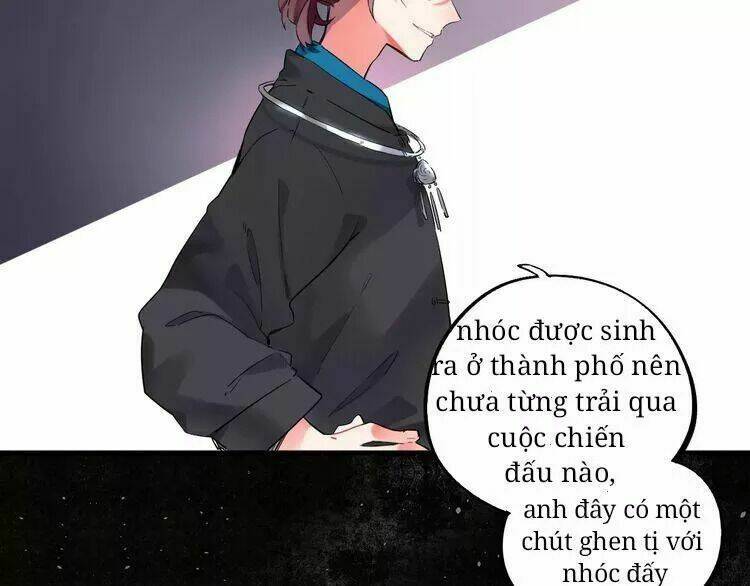 nhóc được sinh
ra ở thành phố nên
chưa từng trải qua
cuộc chiến
đấu nào,
anh đây có một
chút ghen tị với
nhóc đấy